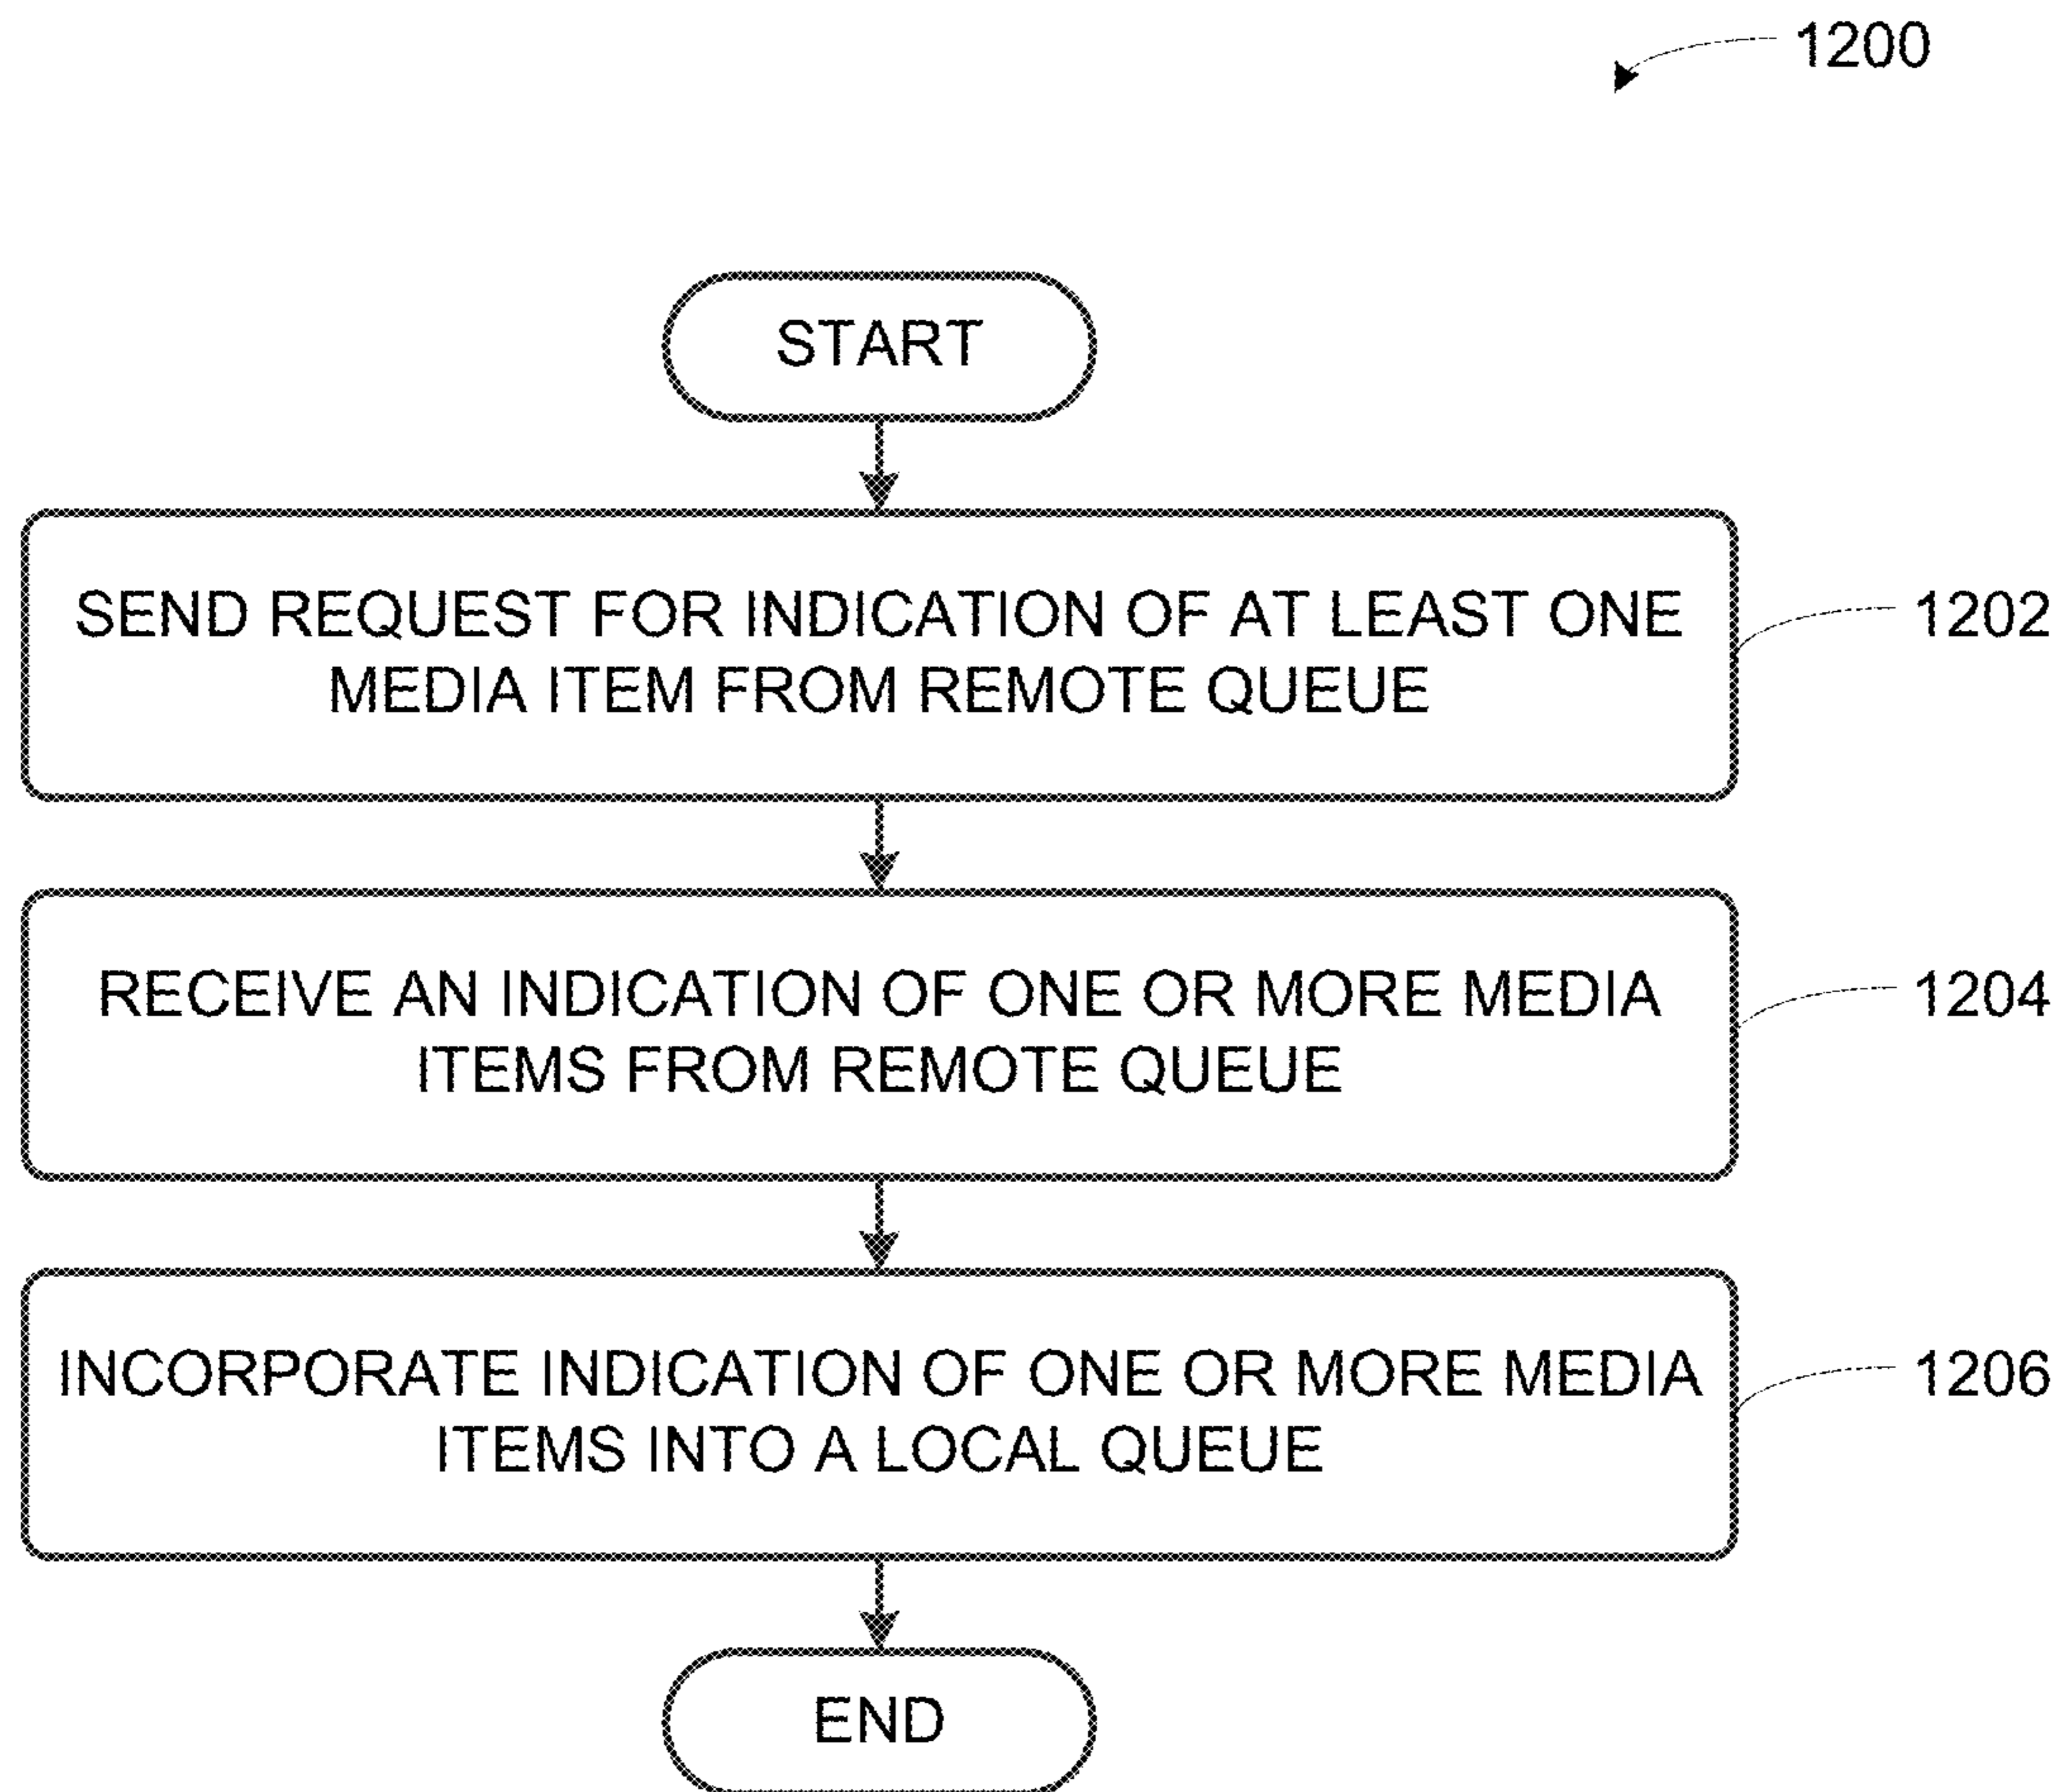 1200
START
SEND REQUEST FOR INDICATION OF AT LEAST ONE
MEDIA ITEM FROM REMOTE QUEUE
1202
RECEIVE AN INDICATION OF ONE OR MORE MEDIA
ITEMS FROM REMOTE QUEUE
1204
INCORPORATE INDICATION OF ONE OR MORE MEDIA
ITEMS INTO A LOCAL QUEUE
1206
END